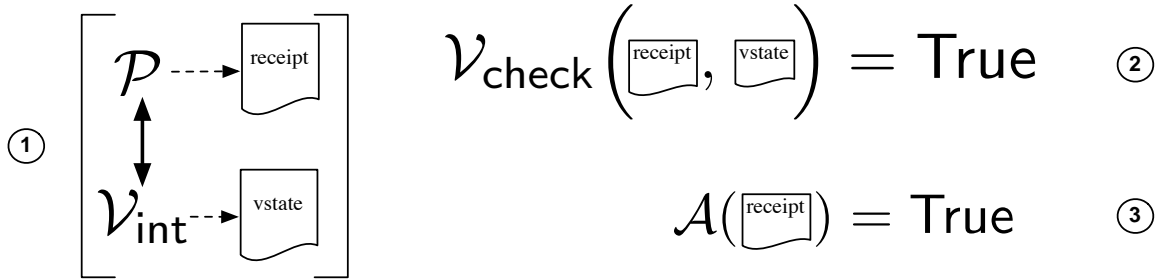 1
P receipt
V_int vstate
V_check(receipt, vstate) = True 2
A(receipt) = True 3